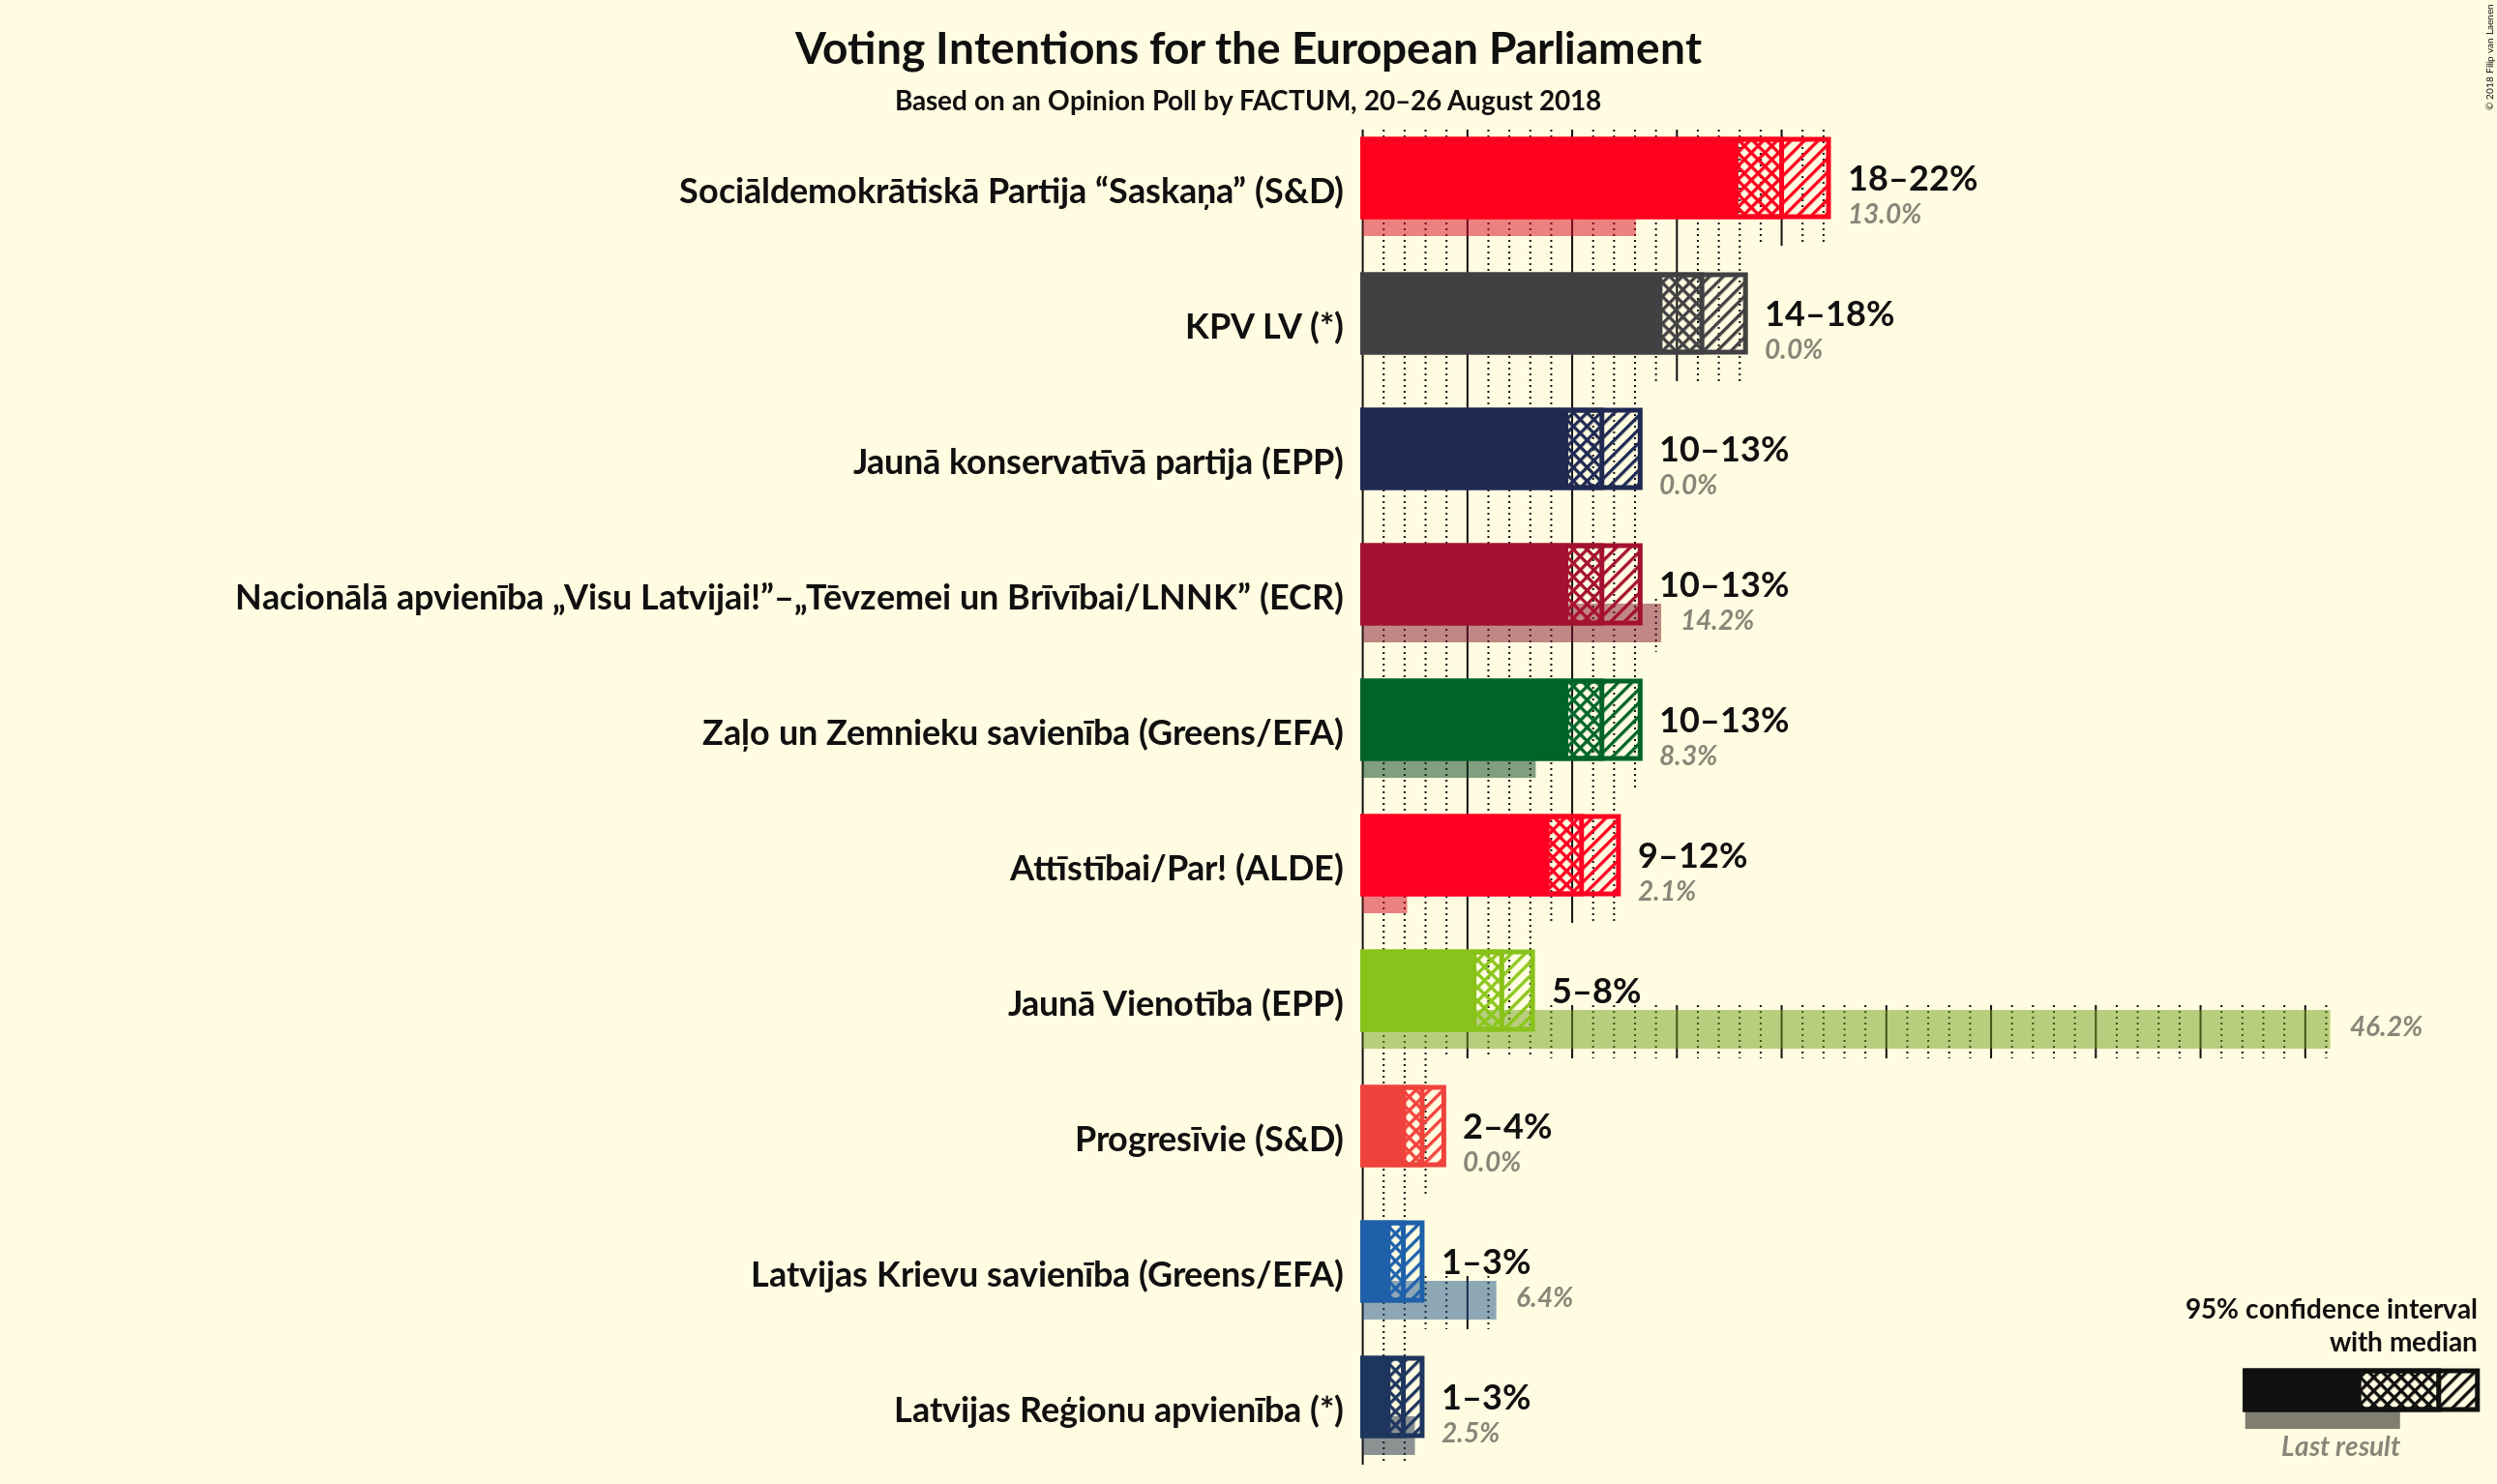 Voting Intentions for the European Parliament
Based on an Opinion Poll by FACTUM, 20–26 August 2018
© 2018 Filip van Laenen
Sociāldemokrātiskā Partija “Saskaņa” (S&D)
18–22%
13.0%
KPV LV (*)
14–18%
0.0%
Jaunā konservatīvā partija (EPP)
10–13%
0.0%
Nacionālā apvienība „Visu Latvijai!”–„Tēvzemei un Brīvībai/LNNK” (ECR)
10–13%
14.2%
Zaļo un Zemnieku savienība (Greens/EFA)
10–13%
8.3%
Attīstībai/Par! (ALDE)
9–12%
2.1%
Jaunā Vienotība (EPP)
5–8%
46.2%
Progresīvie (S&D)
2–4%
0.0%
Latvijas Krievu savienība (Greens/EFA)
1–3%
6.4%
Latvijas Reģionu apvienība (*)
1–3%
2.5%
95% confidence interval
with median
Last result